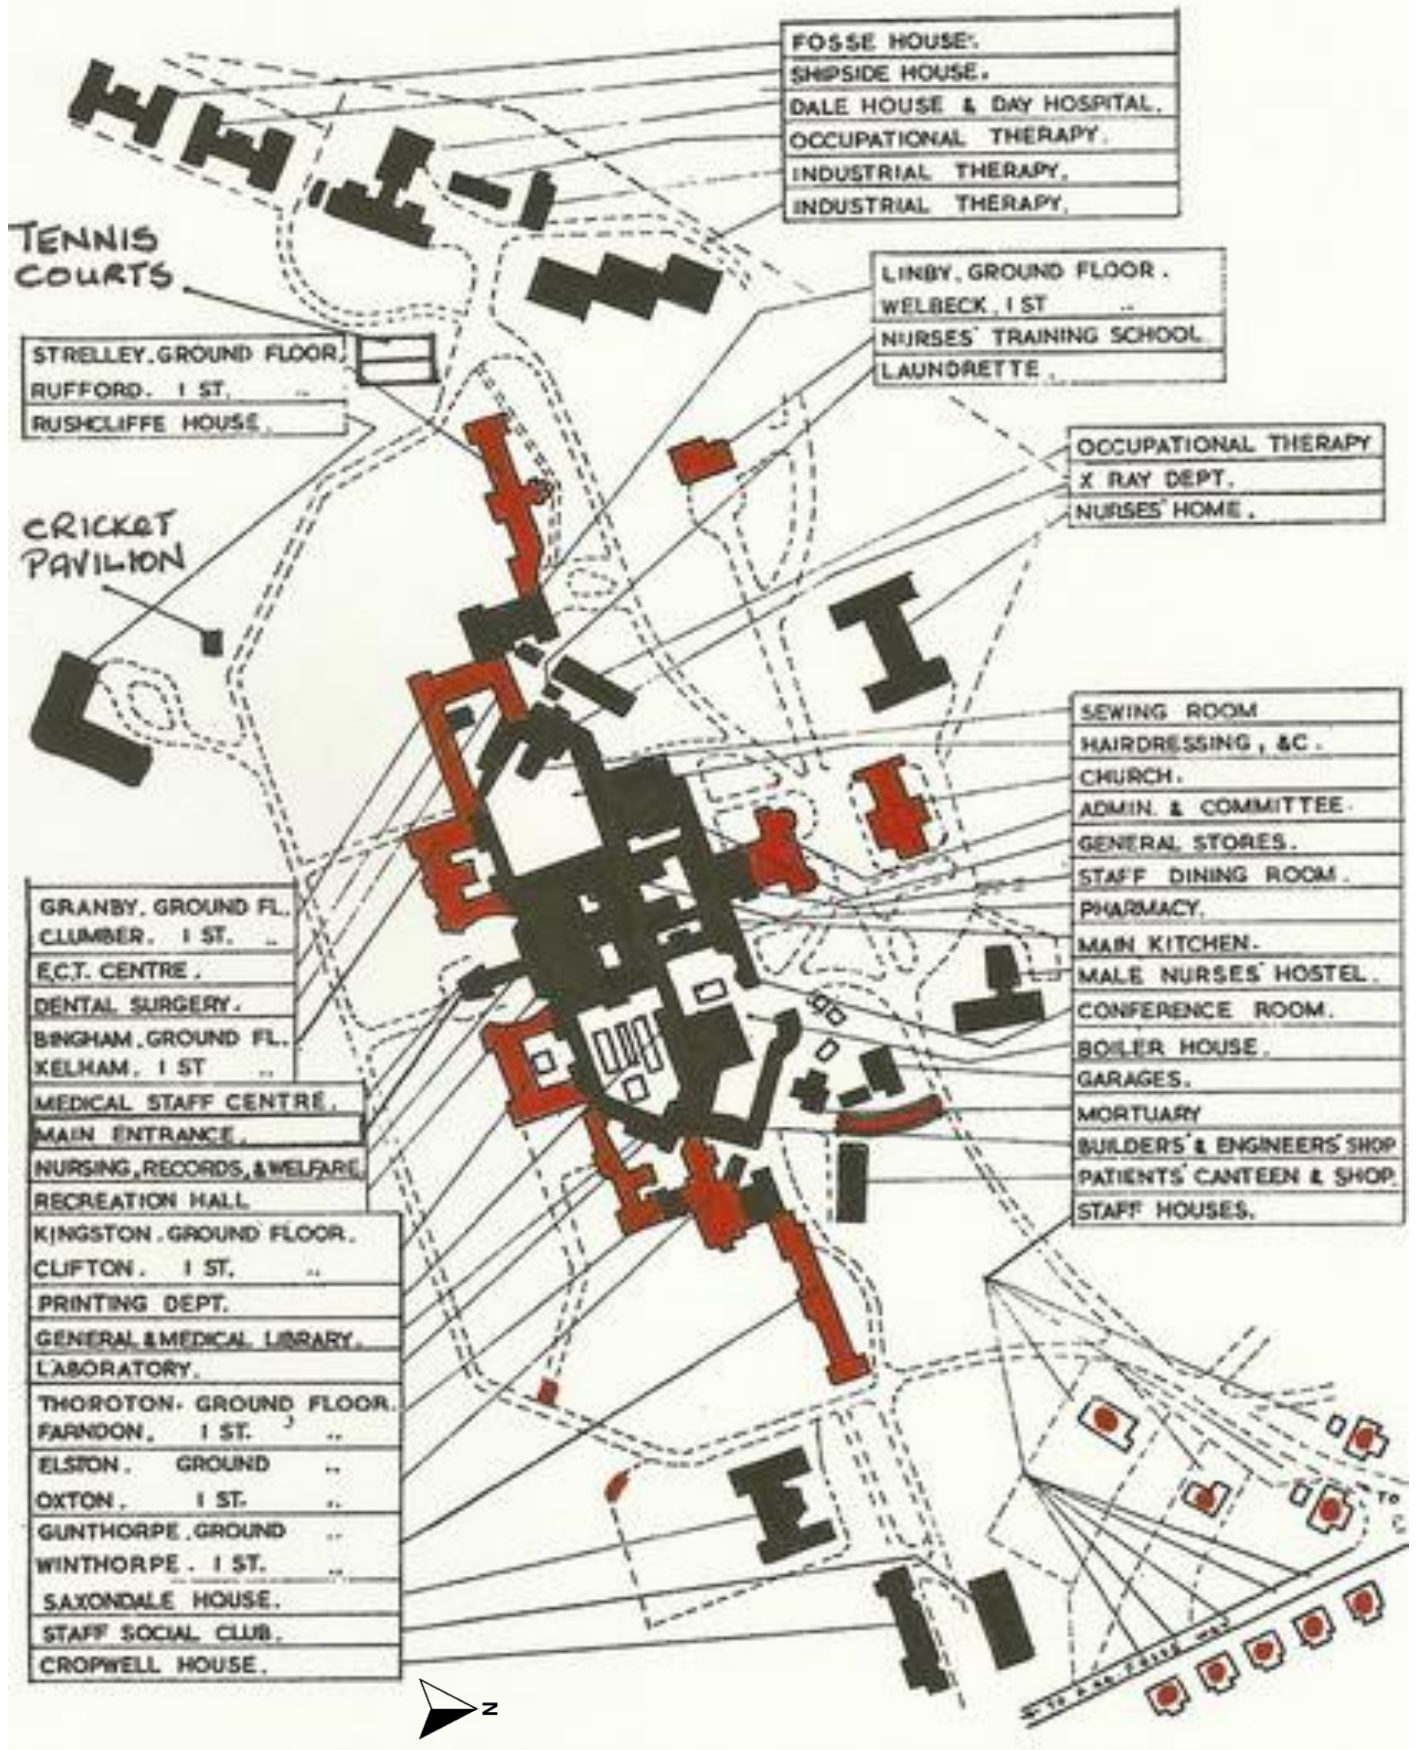 FOSSE HOUSE.
SHIPSIDE HOUSE.
DALE HOUSE & DAY HOSPITAL.
OCCUPATIONAL THERAPY.
INDUSTRIAL THERAPY.
INDUSTRIAL THERAPY.
TENNIS
COURTS
LINBY. GROUND FLOOR.
WELBECK. 1 ST ..
NURSES' TRAINING SCHOOL.
LAUNDRETTE.
STRELLEY. GROUND FLOOR.
RUFFORD. 1 ST. ..
RUSHCLIFFE HOUSE.
OCCUPATIONAL THERAPY
X RAY DEPT.
NURSES' HOME.
CRICKET
PAVILION
SEWING ROOM
HAIRDRESSING, &C.
CHURCH.
ADMIN. & COMMITTEE.
GENERAL STORES.
STAFF DINING ROOM.
PHARMACY.
MAIN KITCHEN.
MALE NURSES' HOSTEL.
CONFERENCE ROOM.
BOILER HOUSE.
GARAGES.
MORTUARY
BUILDERS' & ENGINEERS' SHOP
PATIENTS' CANTEEN & SHOP.
STAFF HOUSES.
GRANBY. GROUND FL.
CLUMBER. 1 ST. ..
E.C.T. CENTRE.
DENTAL SURGERY.
BINGHAM. GROUND FL.
KELHAM. 1 ST ..
MEDICAL STAFF CENTRE.
MAIN ENTRANCE.
NURSING, RECORDS, & WELFARE.
RECREATION HALL
KINGSTON. GROUND FLOOR.
CLIFTON. 1 ST. ..
PRINTING DEPT.
GENERAL & MEDICAL LIBRARY.
LABORATORY.
THOROTON. GROUND FLOOR.
FARNDON. 1 ST. ..
ELSTON. GROUND ..
OXTON. 1 ST. ..
GUNTHORPE. GROUND ..
WINTHORPE. 1 ST. ..
SAXONDALE HOUSE.
STAFF SOCIAL CLUB.
CROPWELL HOUSE.
TO
TO A 46 FOSSE WAY
N